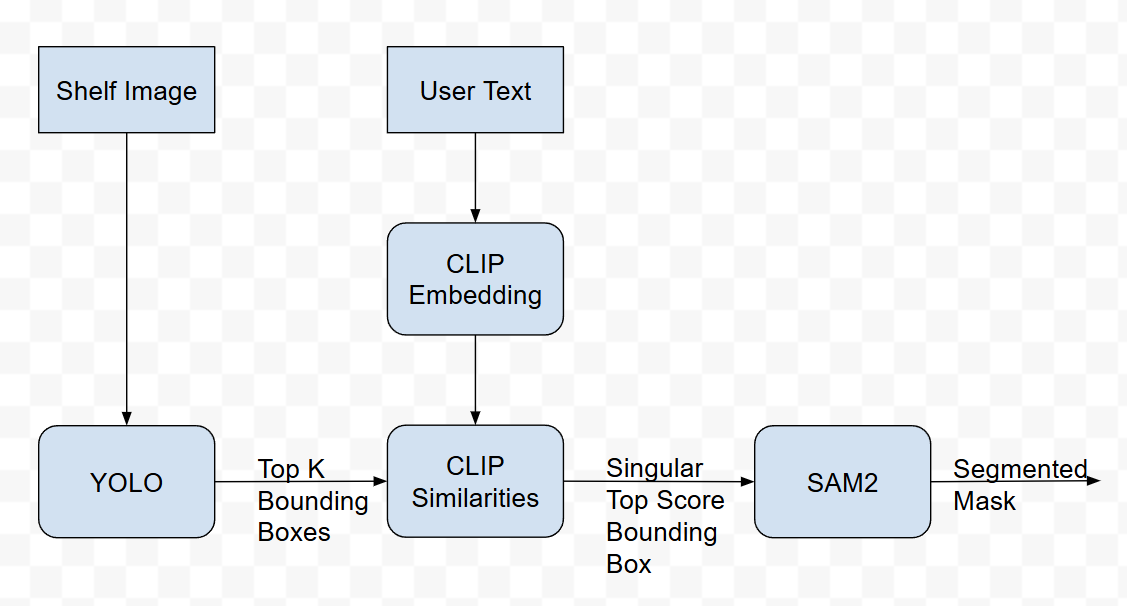 Shelf Image
User Text
CLIP
Embedding
YOLO
Top K
Bounding
Boxes
CLIP
Similarities
Singular
Top Score
Bounding
Box
SAM2
Segmented
Mask